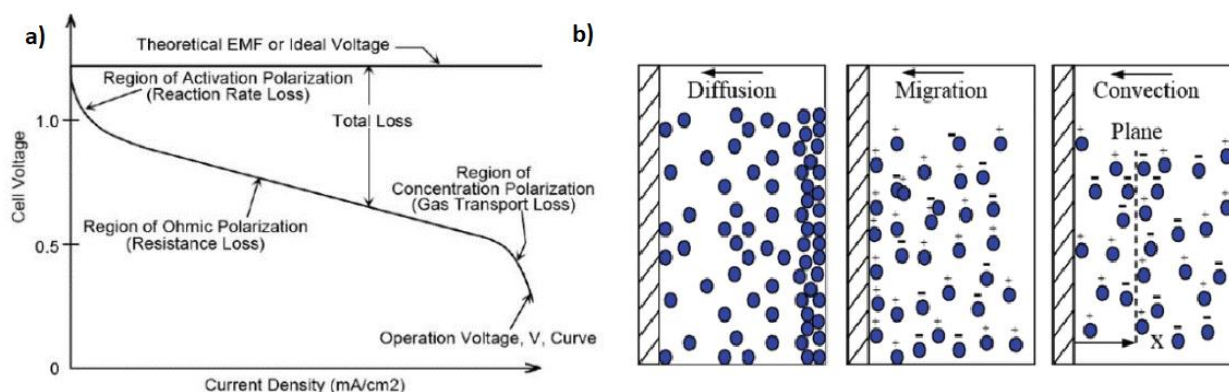 a)
Theoretical EMF or Ideal Voltage
Region of Activation Polarization
(Reaction Rate Loss)
Total Loss
Region of
Concentration Polarization
(Gas Transport Loss)
Region of Ohmic Polarization
(Resistance Loss)
Operation Voltage, V, Curve
Cell Voltage
1.0
0.5
0
Current Density (mA/cm2)
b)
Diffusion
Migration
Convection
Plane
X